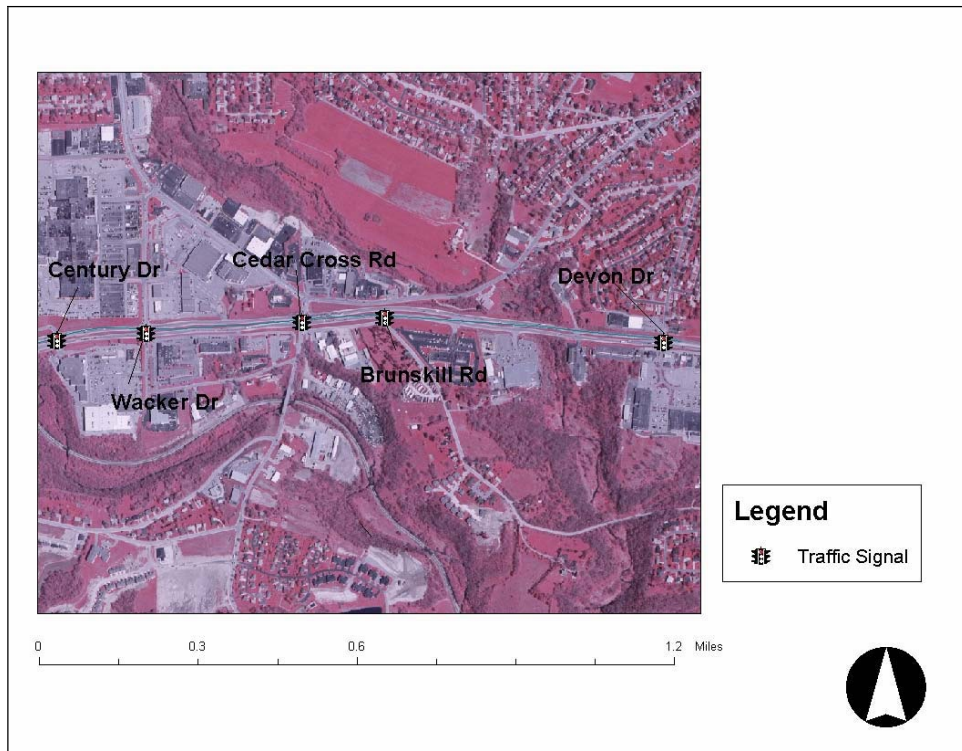 Century Dr
Cedar Cross Rd
Devon Dr
Wacker Dr
Brunskill Rd
Legend
Traffic Signal
0 0.3 0.6 1.2 Miles